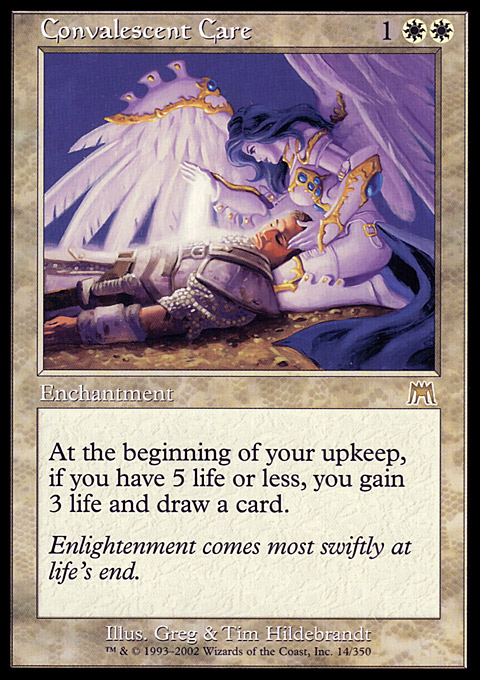 Convalescent Care 1
Enchantment
At the beginning of your upkeep,
if you have 5 life or less, you gain
3 life and draw a card.
Enlightenment comes most swiftly at
life's end.
Illus. Greg & Tim Hildebrandt
™ & © 1993–2002 Wizards of the Coast, Inc. 14/350